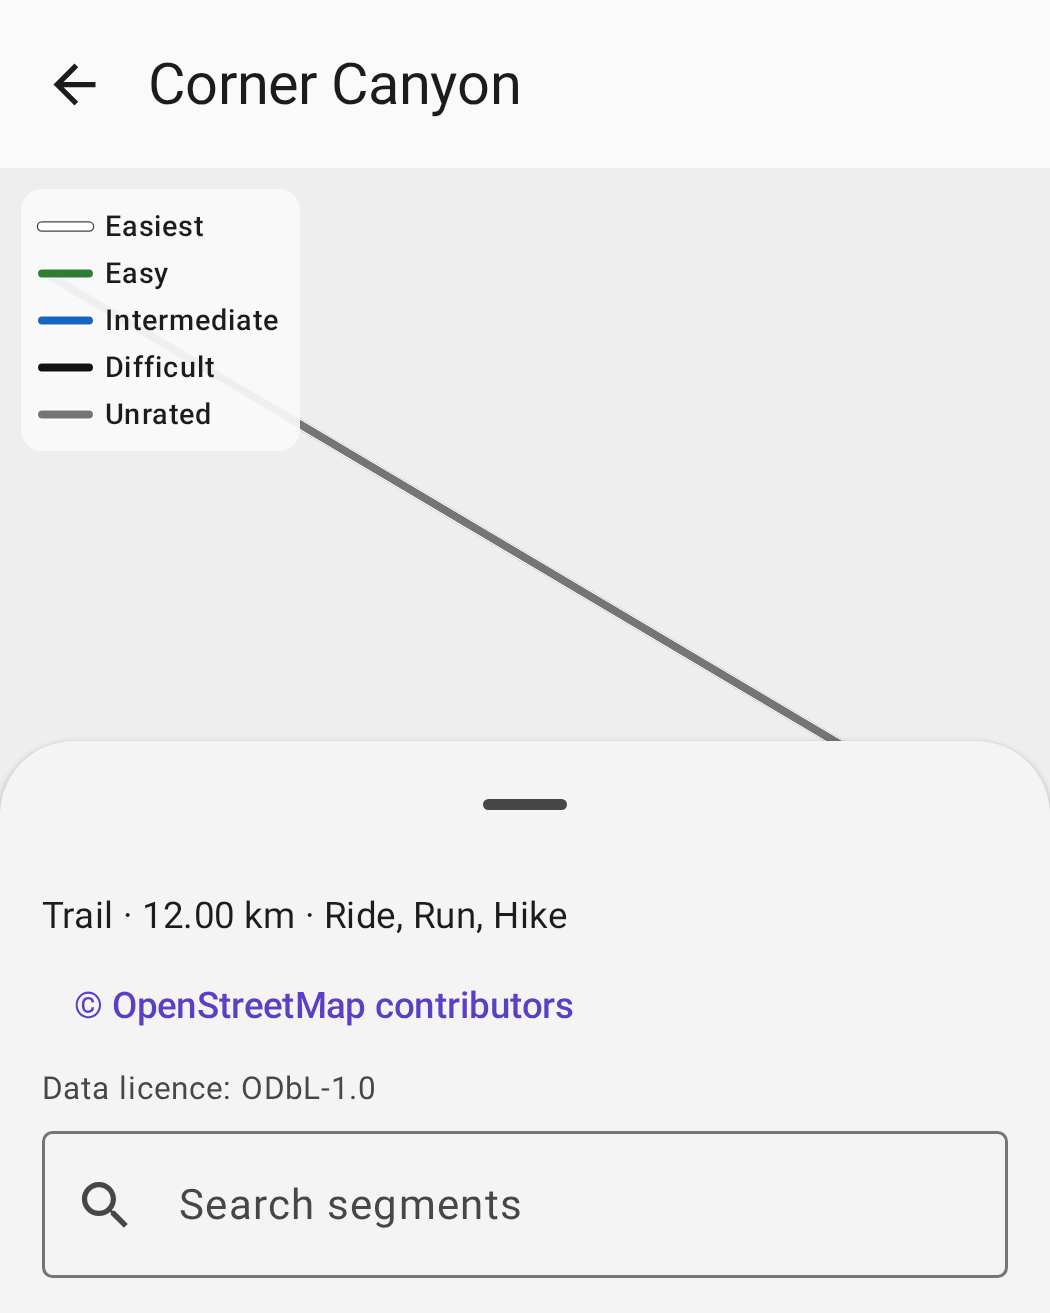 Corner Canyon
Easiest
Easy
Intermediate
Difficult
Unrated
Trail · 12.00 km · Ride, Run, Hike
© OpenStreetMap contributors
Data licence: ODbL-1.0
Search segments